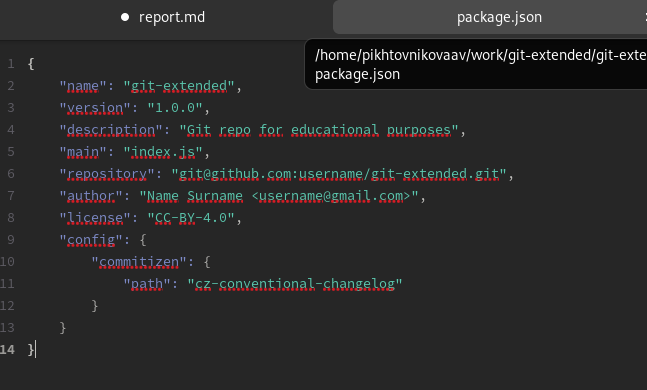 report.md package.json
/home/pikhtovnikovaav/work/git-extended/git-exte
package.json
1 {
2 "name": "git-extended",
3 "version": "1.0.0",
4 "description": "Git repo for educational purposes",
5 "main": "index.js",
6 "repository": "git@github.com:username/git-extended.git",
7 "author": "Name Surname <username@gmail.com>",
8 "license": "CC-BY-4.0",
9 "config": {
10 "commitizen": {
11 "path": "cz-conventional-changelog"
12 }
13 }
14 }